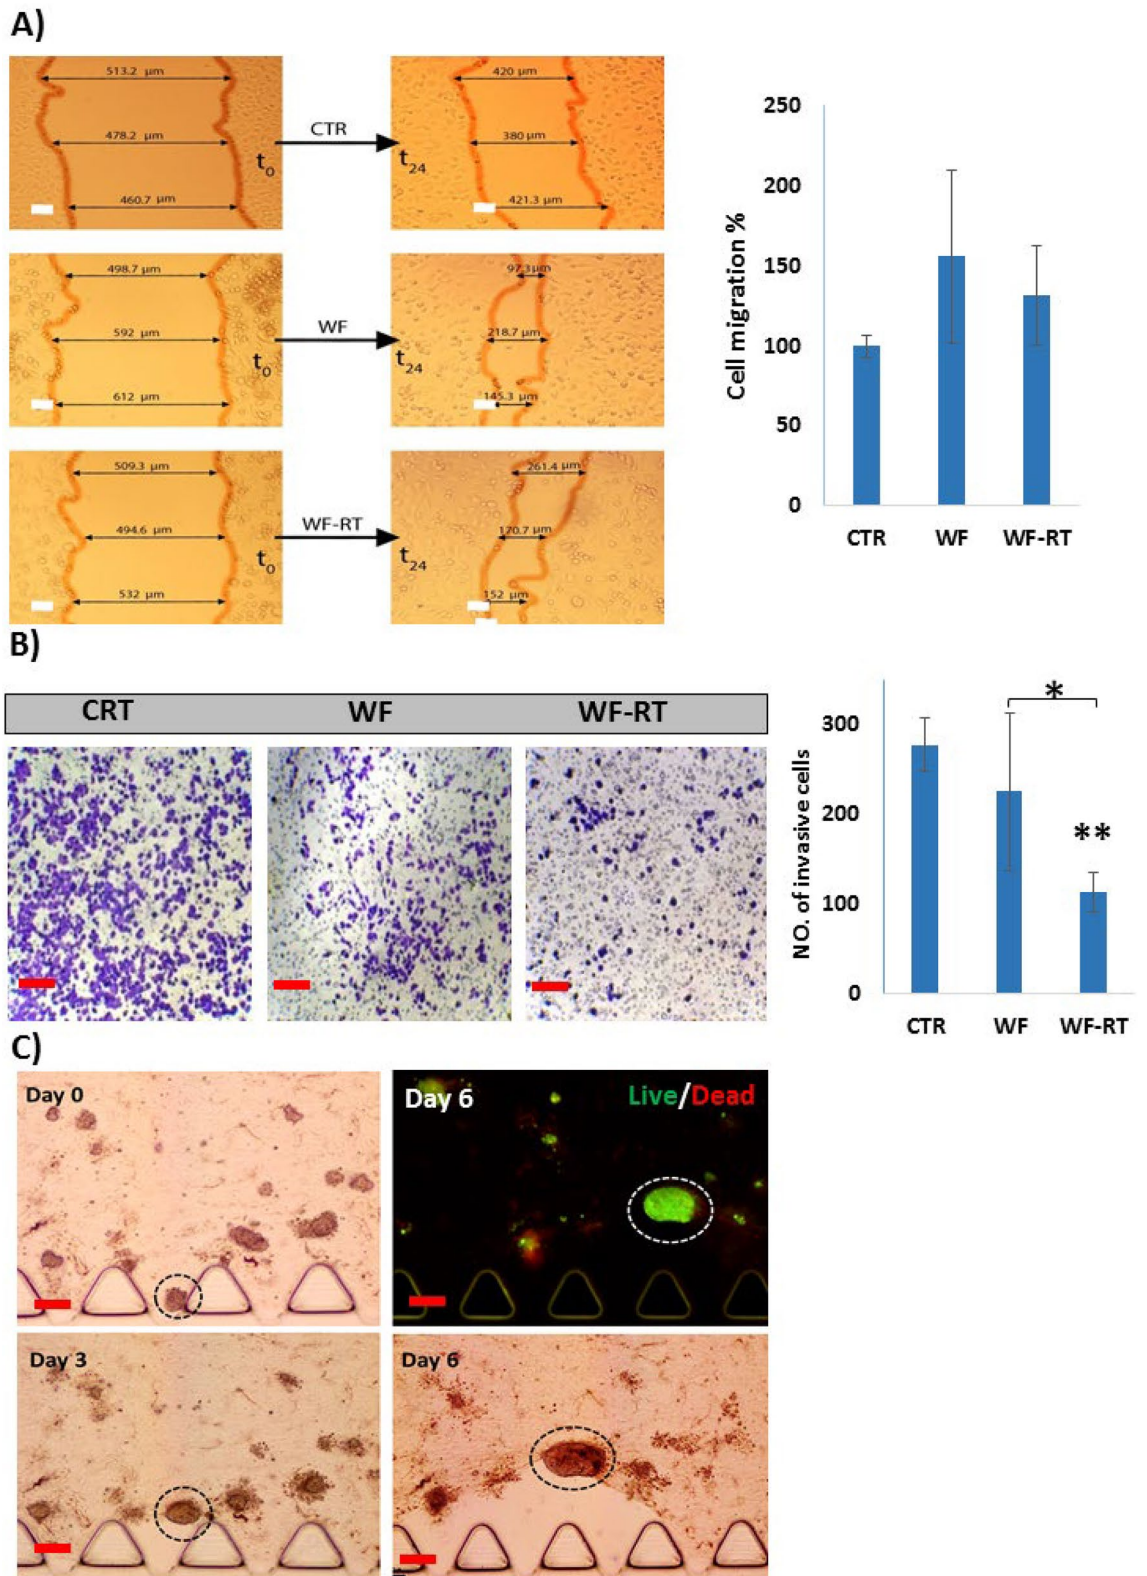 A)
513.2 µm
478.2 µm
460.7 µm
t0
CTR
420 µm
380 µm
421.3 µm
t24
498.7 µm
592 µm
612 µm
t0
WF
97.3µm
218.7 µm
145.3 µm
t24
509.3 µm
494.6 µm
532 µm
t0
WF-RT
261.4 µm
170.7 µm
152 µm
t24
Cell migration %
250
200
150
100
50
0
CTR WF WF-RT
B)
CRT WF WF-RT
NO. of invasive cells
300
200
100
0
*
**
CTR WF WF-RT
C)
Day 0
Day 6 Live/Dead
Day 3
Day 6